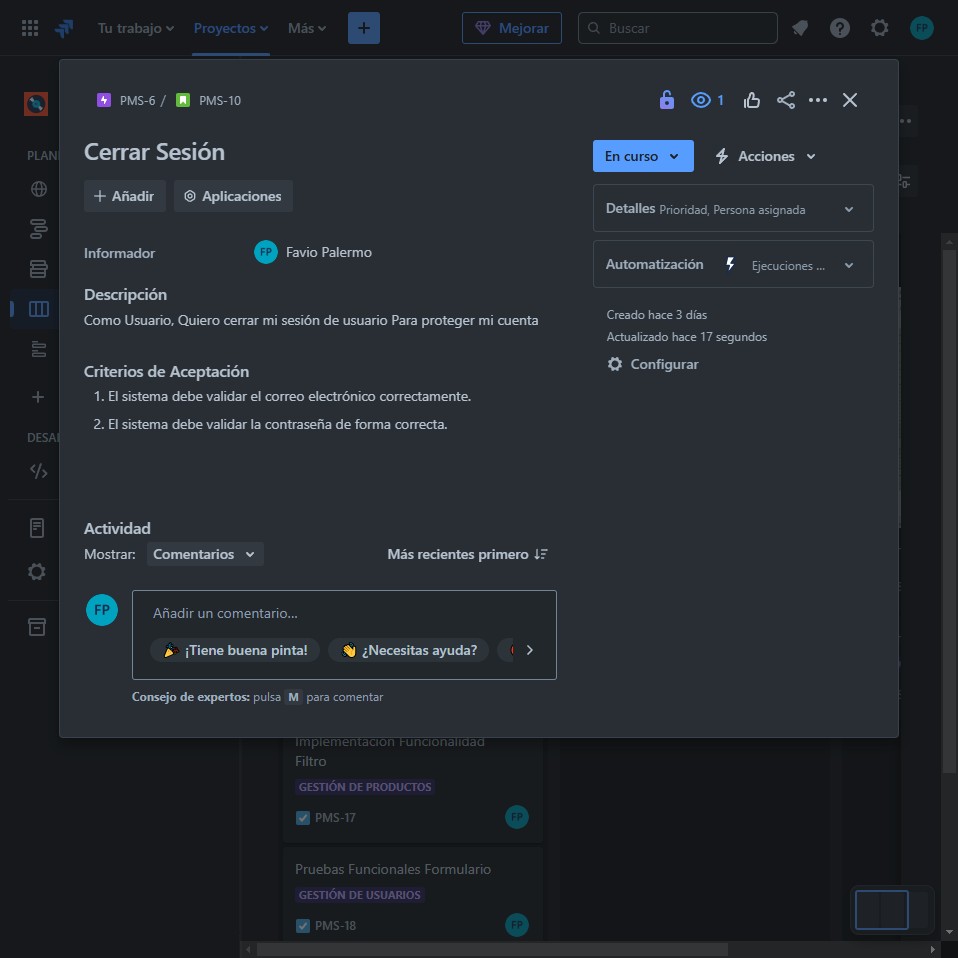 Tu trabajo Proyectos Más + Mejorar Buscar FP
PMS-6 / PMS-10 1
PLAN
Cerrar Sesión
En curso Acciones
+ Añadir Aplicaciones
Detalles Prioridad, Persona asignada
Informador FP Favio Palermo
Automatización Ejecuciones ...
Descripción
Como Usuario, Quiero cerrar mi sesión de usuario Para proteger mi cuenta
Creado hace 3 días
Actualizado hace 17 segundos
Configurar
Criterios de Aceptación
1. El sistema debe validar el correo electrónico correctamente.
2. El sistema debe validar la contraseña de forma correcta.
DESA
Actividad
Mostrar: Comentarios Más recientes primero
FP Añadir un comentario...
¡Tiene buena pinta! ¿Necesitas ayuda?
Consejo de expertos: pulsa M para comentar
Implementación Funcionalidad
Filtro
GESTIÓN DE PRODUCTOS
PMS-17 FP
Pruebas Funcionales Formulario
GESTIÓN DE USUARIOS
PMS-18 FP